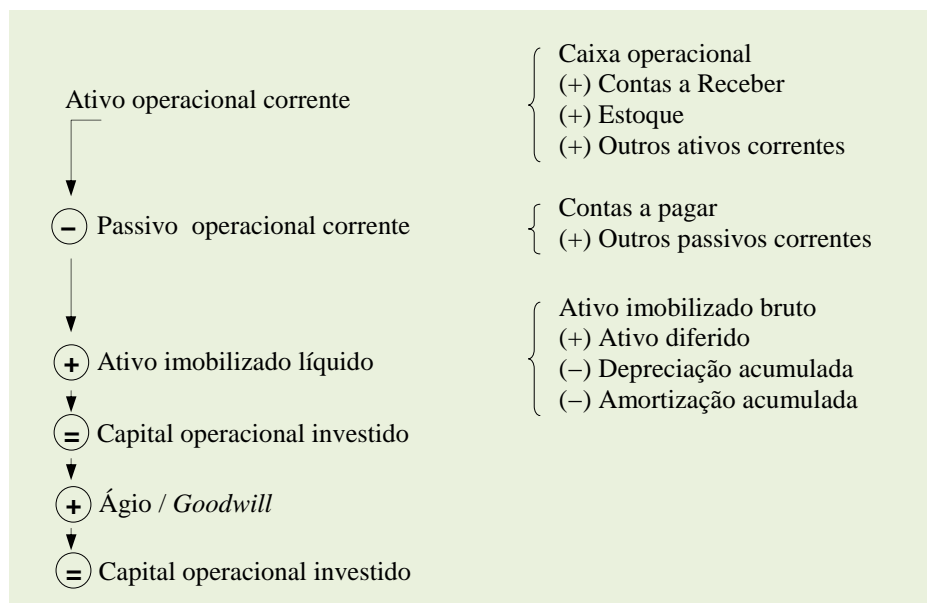 Ativo operacional corrente
Caixa operacional
(+) Contas a Receber
(+) Estoque
(+) Outros ativos correntes
− Passivo operacional corrente
Contas a pagar
(+) Outros passivos correntes
+ Ativo imobilizado líquido
Ativo imobilizado bruto
(+) Ativo diferido
(−) Depreciação acumulada
(−) Amortização acumulada
= Capital operacional investido
+ Ágio / Goodwill
= Capital operacional investido